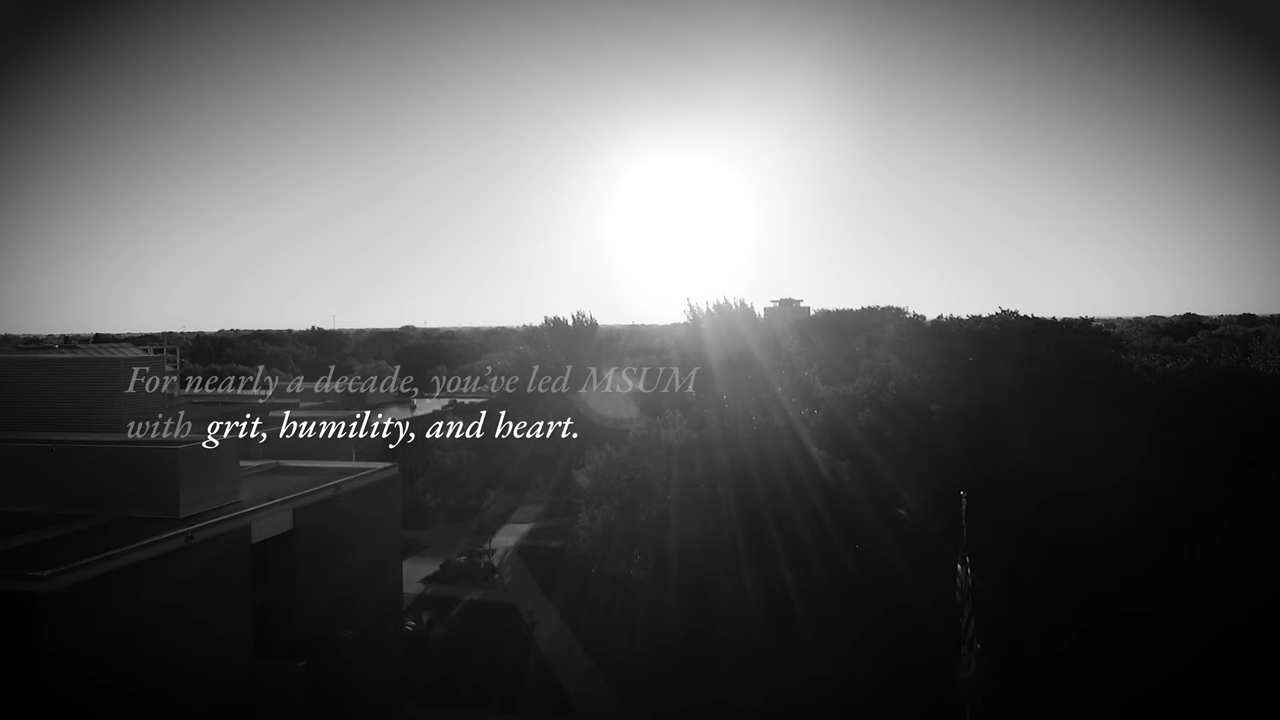 For nearly a decade, you’ve led MSUM
with grit, humility, and heart.